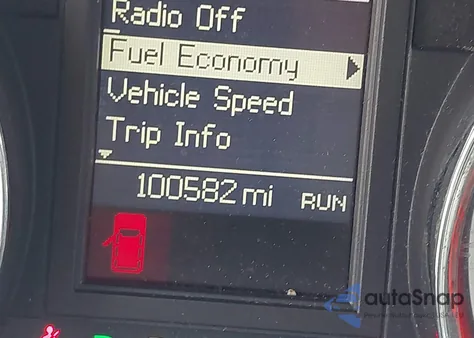 Radio Off
Fuel Economy
Vehicle Speed
Trip Info
100582 mi RUN
autoSnap